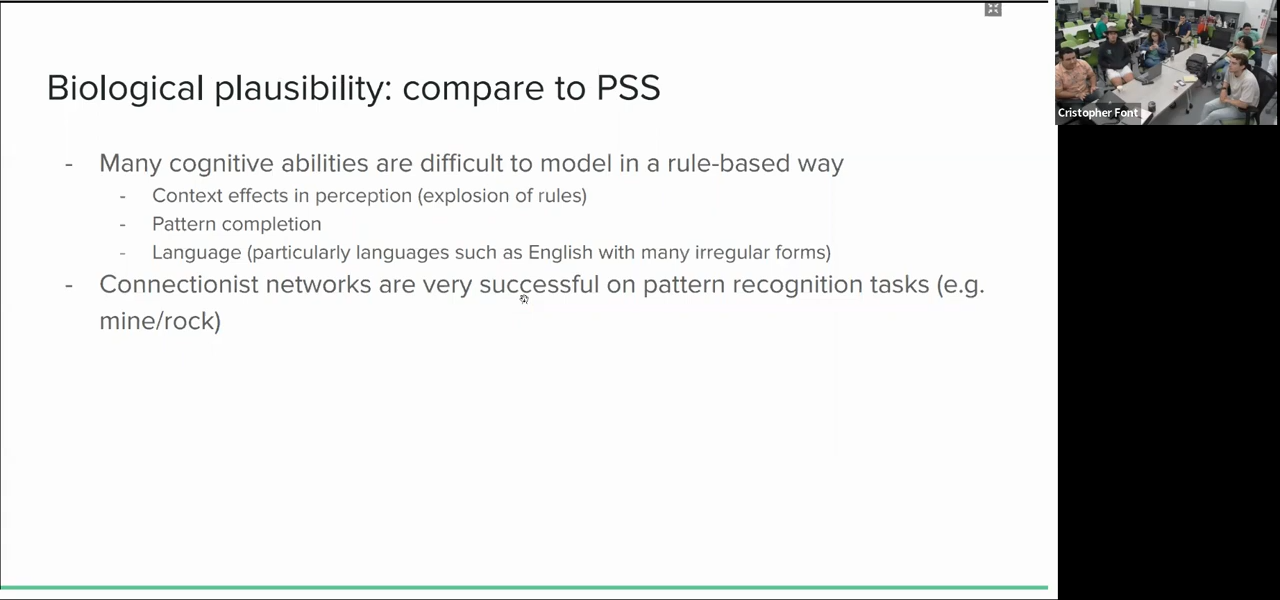 Biological plausibility: compare to PSS
- Many cognitive abilities are difficult to model in a rule-based way
- Context effects in perception (explosion of rules)
- Pattern completion
- Language (particularly languages such as English with many irregular forms)
- Connectionist networks are very successful on pattern recognition tasks (e.g.
mine/rock)
Cristopher Font